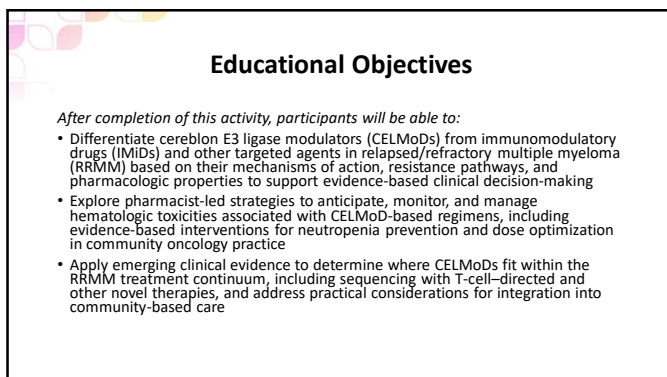 Educational Objectives
After completion of this activity, participants will be able to:
• Differentiate cereblon E3 ligase modulators (CELMoDs) from immunomodulatory
drugs (IMiDs) and other targeted agents in relapsed/refractory multiple myeloma
(RRMM) based on their mechanisms of action, resistance pathways, and
pharmacologic properties to support evidence-based clinical decision-making
• Explore pharmacist-led strategies to anticipate, monitor, and manage
hematologic toxicities associated with CELMoD-based regimens, including
evidence-based interventions for neutropenia prevention and dose optimization
in community oncology practice
• Apply emerging clinical evidence to determine where CELMoDs fit within the
RRMM treatment continuum, including sequencing with T-cell–directed and
other novel therapies, and address practical considerations for integration into
community-based care